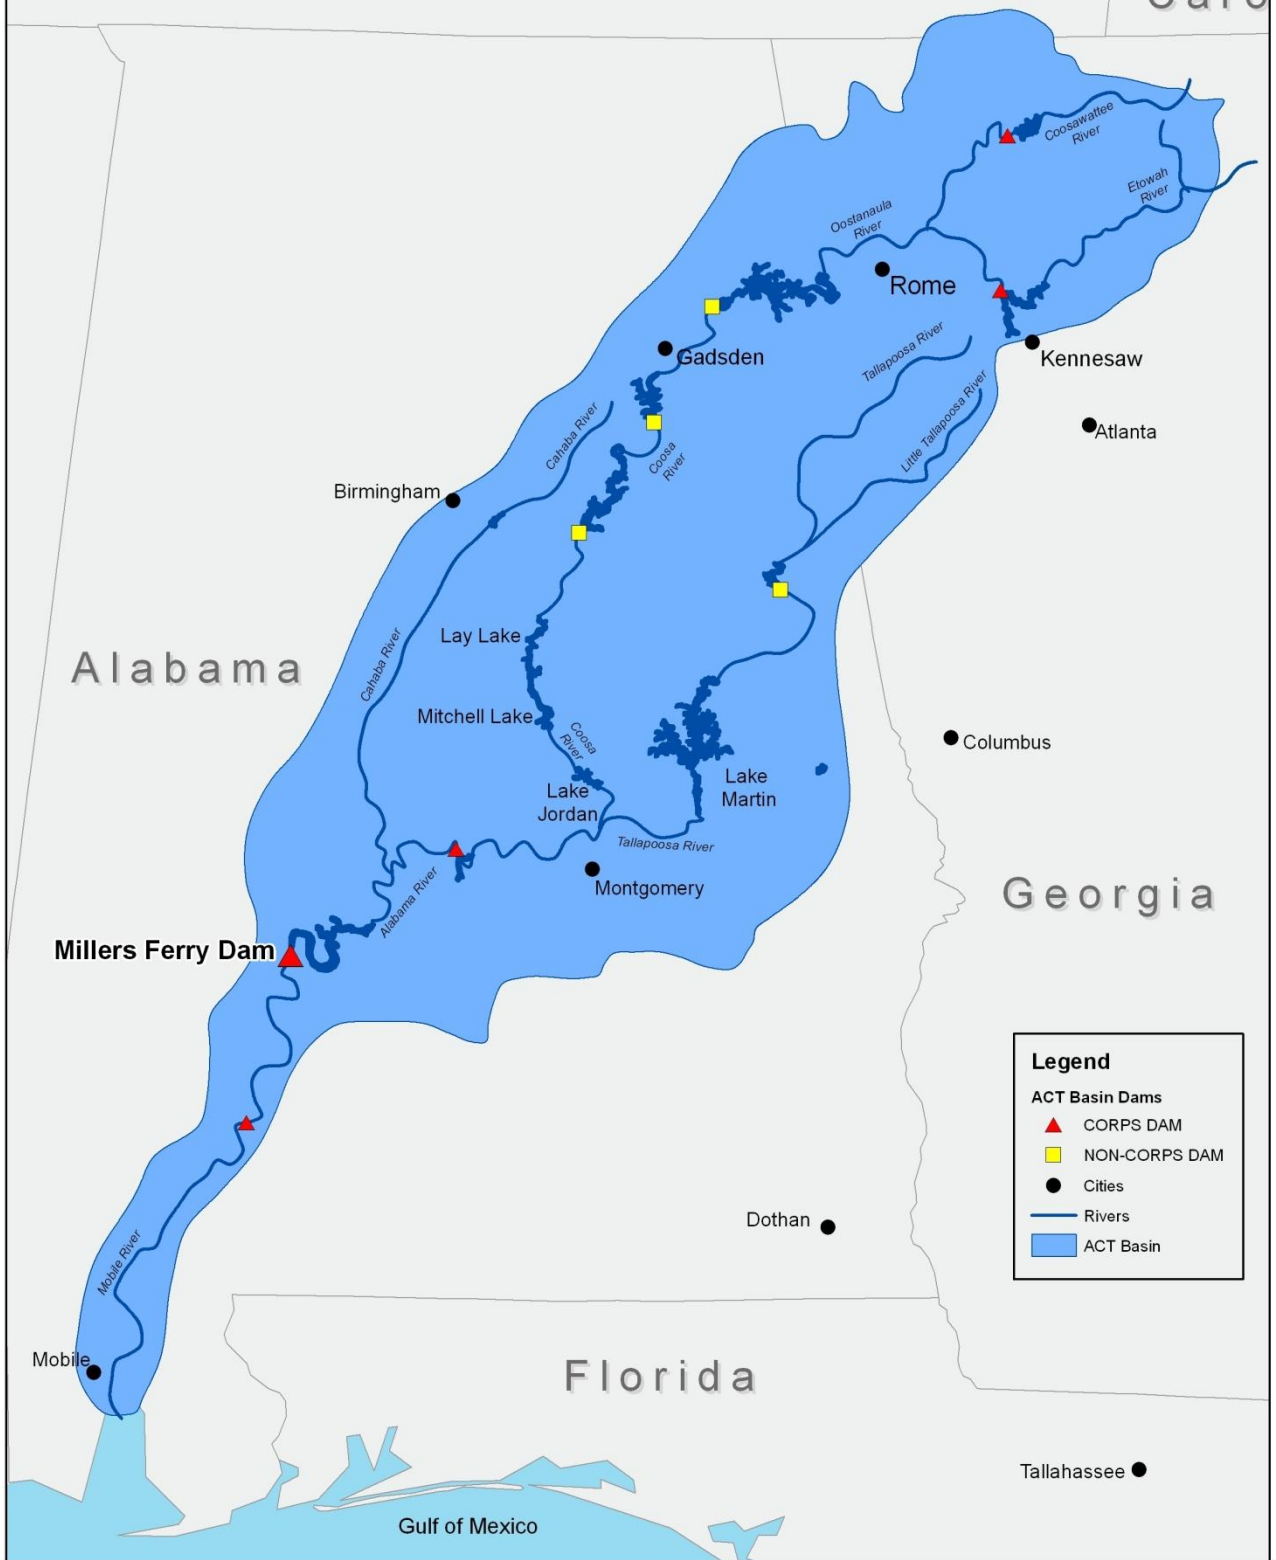 Coosawattee
River
Etowah
River
Oostanaula
River
Rome
Tallapoosa River
Gadsden
Kennesaw
Little Tallapoosa River
Cahaba River
Atlanta
Coosa
River
Birmingham
Lay Lake
Alabama
Cahaba River
Mitchell Lake
Coosa
River
Columbus
Lake
Martin
Lake
Jordan
Tallapoosa River
Montgomery
Alabama River
Georgia
Millers Ferry Dam
Legend
ACT Basin Dams
CORPS DAM
NON-CORPS DAM
Cities
Rivers
ACT Basin
Dothan
Mobile River
Mobile
Florida
Tallahassee
Gulf of Mexico